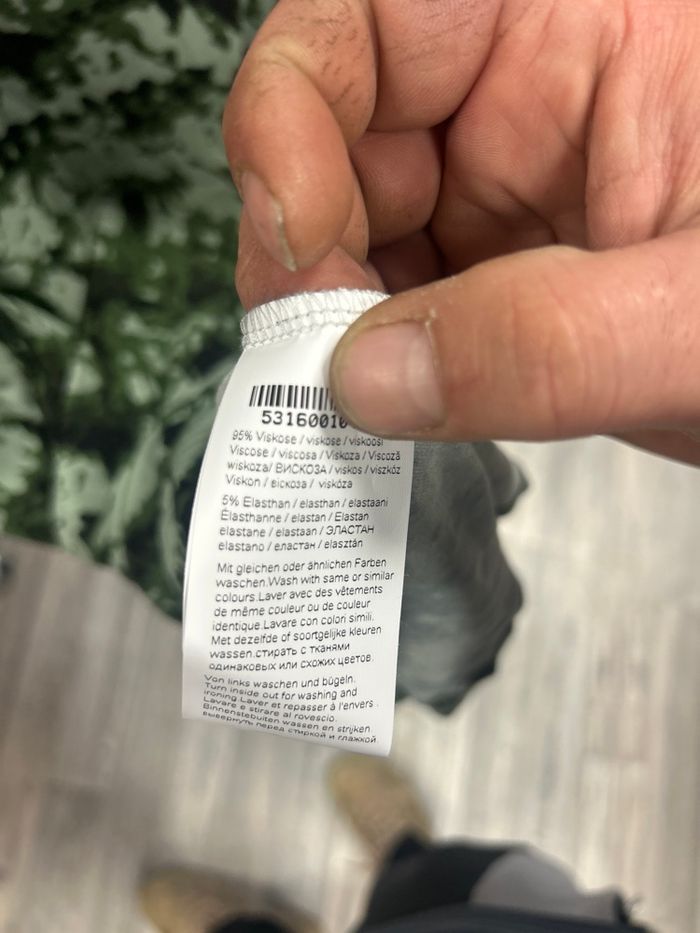 5316001
95% Viskose / viskose / viskoosi
Viscose / viscosa / Viskoza / Viscoză
wiskoza/ ВИСКОЗА / viskos / viszkóz
Viskon / віскоза / viskóza
5% Elasthan / elasthan / elastaani
Élasthanne / elastan / Elastan
elastane / elastaan / ЭЛАСТАН
elastano / еластан / elasztán
Mit gleichen oder ähnlichen Farben
waschen.Wash with same or similar
colours.Laver avec des vêtements
de même couleur ou de couleur
identique.Lavare con colori simili.
Met dezelfde of soortgelijke kleuren
wassen.стирать с тканями
одинаковых или схожих цветов.
Von links waschen und bügeln.
Turn inside out for washing and
ironing.Laver et repasser à l'envers.
Lavare e stirare al rovescio.
Binnenstebuiten wassen en strijken.
вывернуть перед стиркой и глажкой.